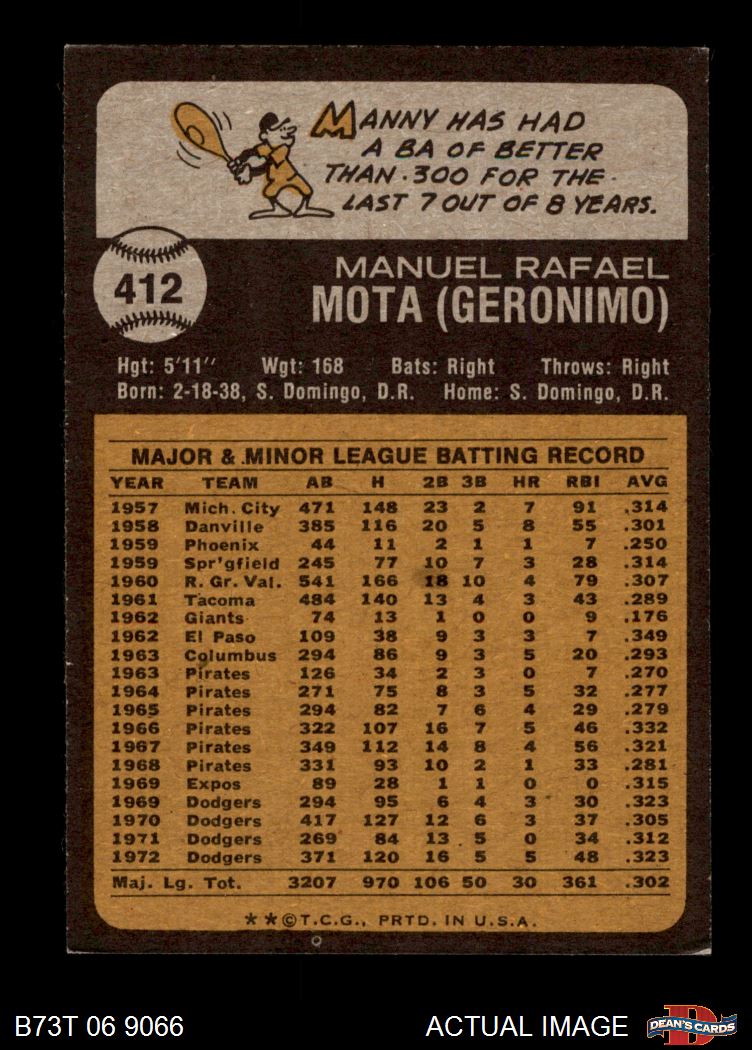 MANNY HAS HAD
A BA OF BETTER
THAN .300 FOR THE
LAST 7 OUT OF 8 YEARS.
412
MANUEL RAFAEL
MOTA (GERONIMO)
Hgt: 5'11" Wgt: 168 Bats: Right Throws: Right
Born: 2-18-38, S. Domingo, D.R. Home: S. Domingo, D.R.
MAJOR & MINOR LEAGUE BATTING RECORD
YEAR TEAM AB H 2B 3B HR RBI AVG
1957 Mich. City 471 148 23 2 7 91 .314
1958 Danville 385 116 20 5 8 55 .301
1959 Phoenix 44 11 2 1 1 7 .250
1959 Spr'gfield 245 77 10 7 3 28 .314
1960 R. Gr. Val. 541 166 18 10 4 79 .307
1961 Tacoma 484 140 13 4 3 43 .289
1962 Giants 74 13 1 0 0 9 .176
1962 El Paso 109 38 9 3 3 7 .349
1963 Columbus 294 86 9 3 5 20 .293
1963 Pirates 126 34 2 3 0 7 .270
1964 Pirates 271 75 8 3 5 32 .277
1965 Pirates 294 82 7 6 4 29 .279
1966 Pirates 322 107 16 7 5 46 .332
1967 Pirates 349 112 14 8 4 56 .321
1968 Pirates 331 93 10 2 1 33 .281
1969 Expos 89 28 1 1 0 0 .315
1969 Dodgers 294 95 6 4 3 30 .323
1970 Dodgers 417 127 12 6 3 37 .305
1971 Dodgers 269 84 13 5 0 34 .312
1972 Dodgers 371 120 16 5 5 48 .323
Maj. Lg. Tot. 3207 970 106 50 30 361 .302
**©T.C.G., PRTD. IN U.S.A.
B73T 06 9066 ACTUAL IMAGE D DEAN'S CARDS